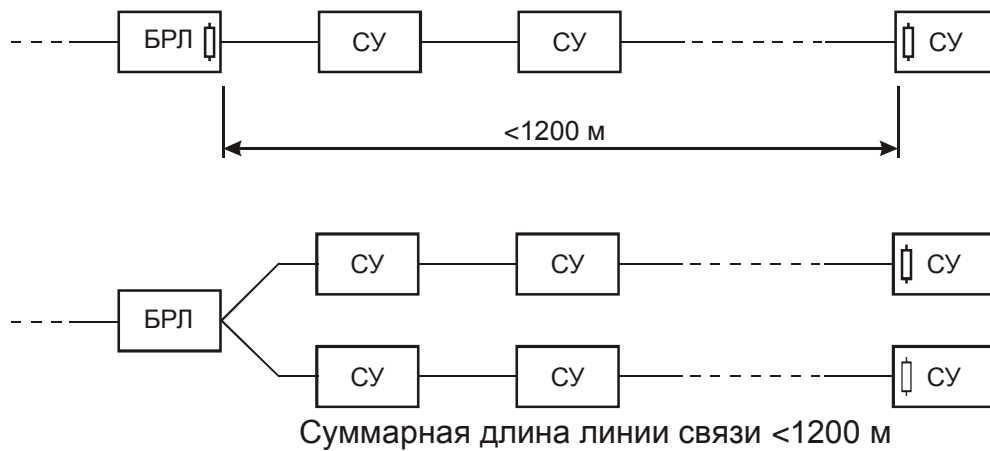 БРЛ СУ СУ СУ
<1200 м
СУ СУ СУ
БРЛ
СУ СУ СУ
Суммарная длина линии связи <1200 м